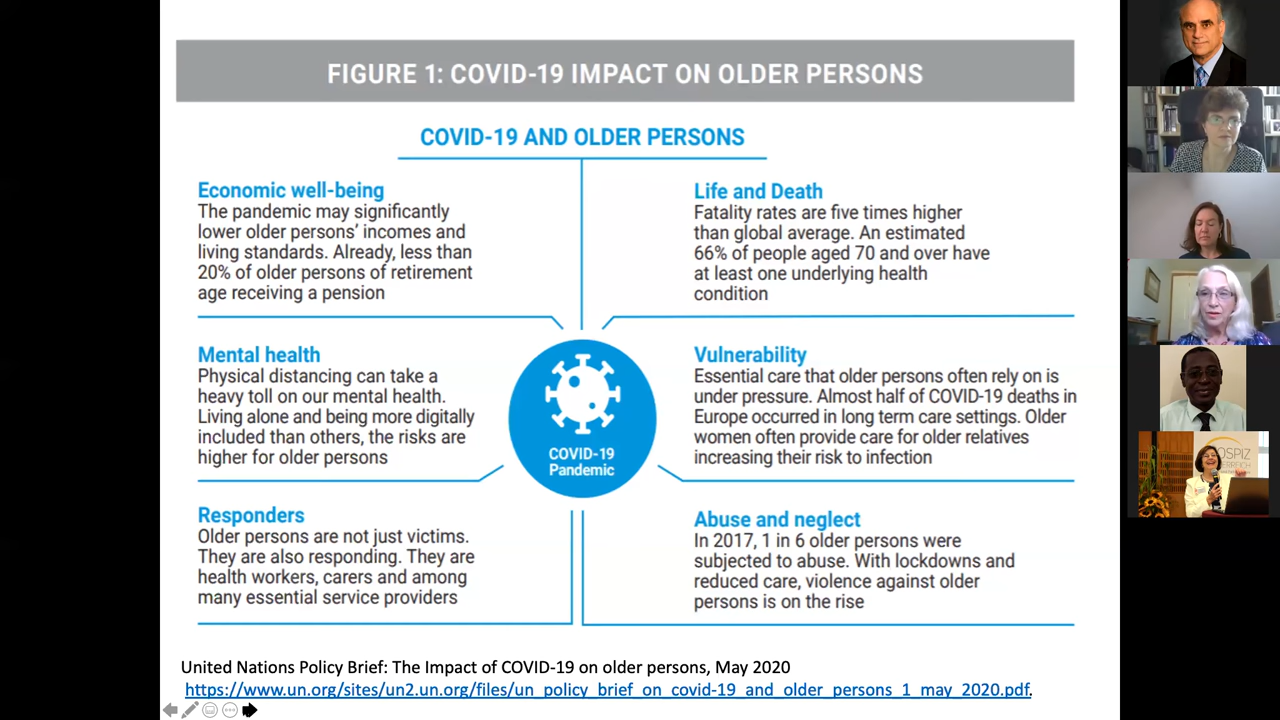 FIGURE 1: COVID-19 IMPACT ON OLDER PERSONS
COVID-19 AND OLDER PERSONS
Economic well-being
The pandemic may significantly
lower older persons' incomes and
living standards. Already, less than
20% of older persons of retirement
age receiving a pension
Life and Death
Fatality rates are five times higher
than global average. An estimated
66% of people aged 70 and over have
at least one underlying health
condition
Mental health
Physical distancing can take a
heavy toll on our mental health.
Living alone and being more digitally
included than others, the risks are
higher for older persons
COVID-19
Pandemic
Vulnerability
Essential care that older persons often rely on is
under pressure. Almost half of COVID-19 deaths in
Europe occurred in long term care settings. Older
women often provide care for older relatives
increasing their risk to infection
Responders
Older persons are not just victims.
They are also responding. They are
health workers, carers and among
many essential service providers
Abuse and neglect
In 2017, 1 in 6 older persons were
subjected to abuse. With lockdowns and
reduced care, violence against older
persons is on the rise
United Nations Policy Brief: The Impact of COVID-19 on older persons, May 2020
https://www.un.org/sites/un2.un.org/files/un_policy_brief_on_covid-19_and_older_persons_1_may_2020.pdf.